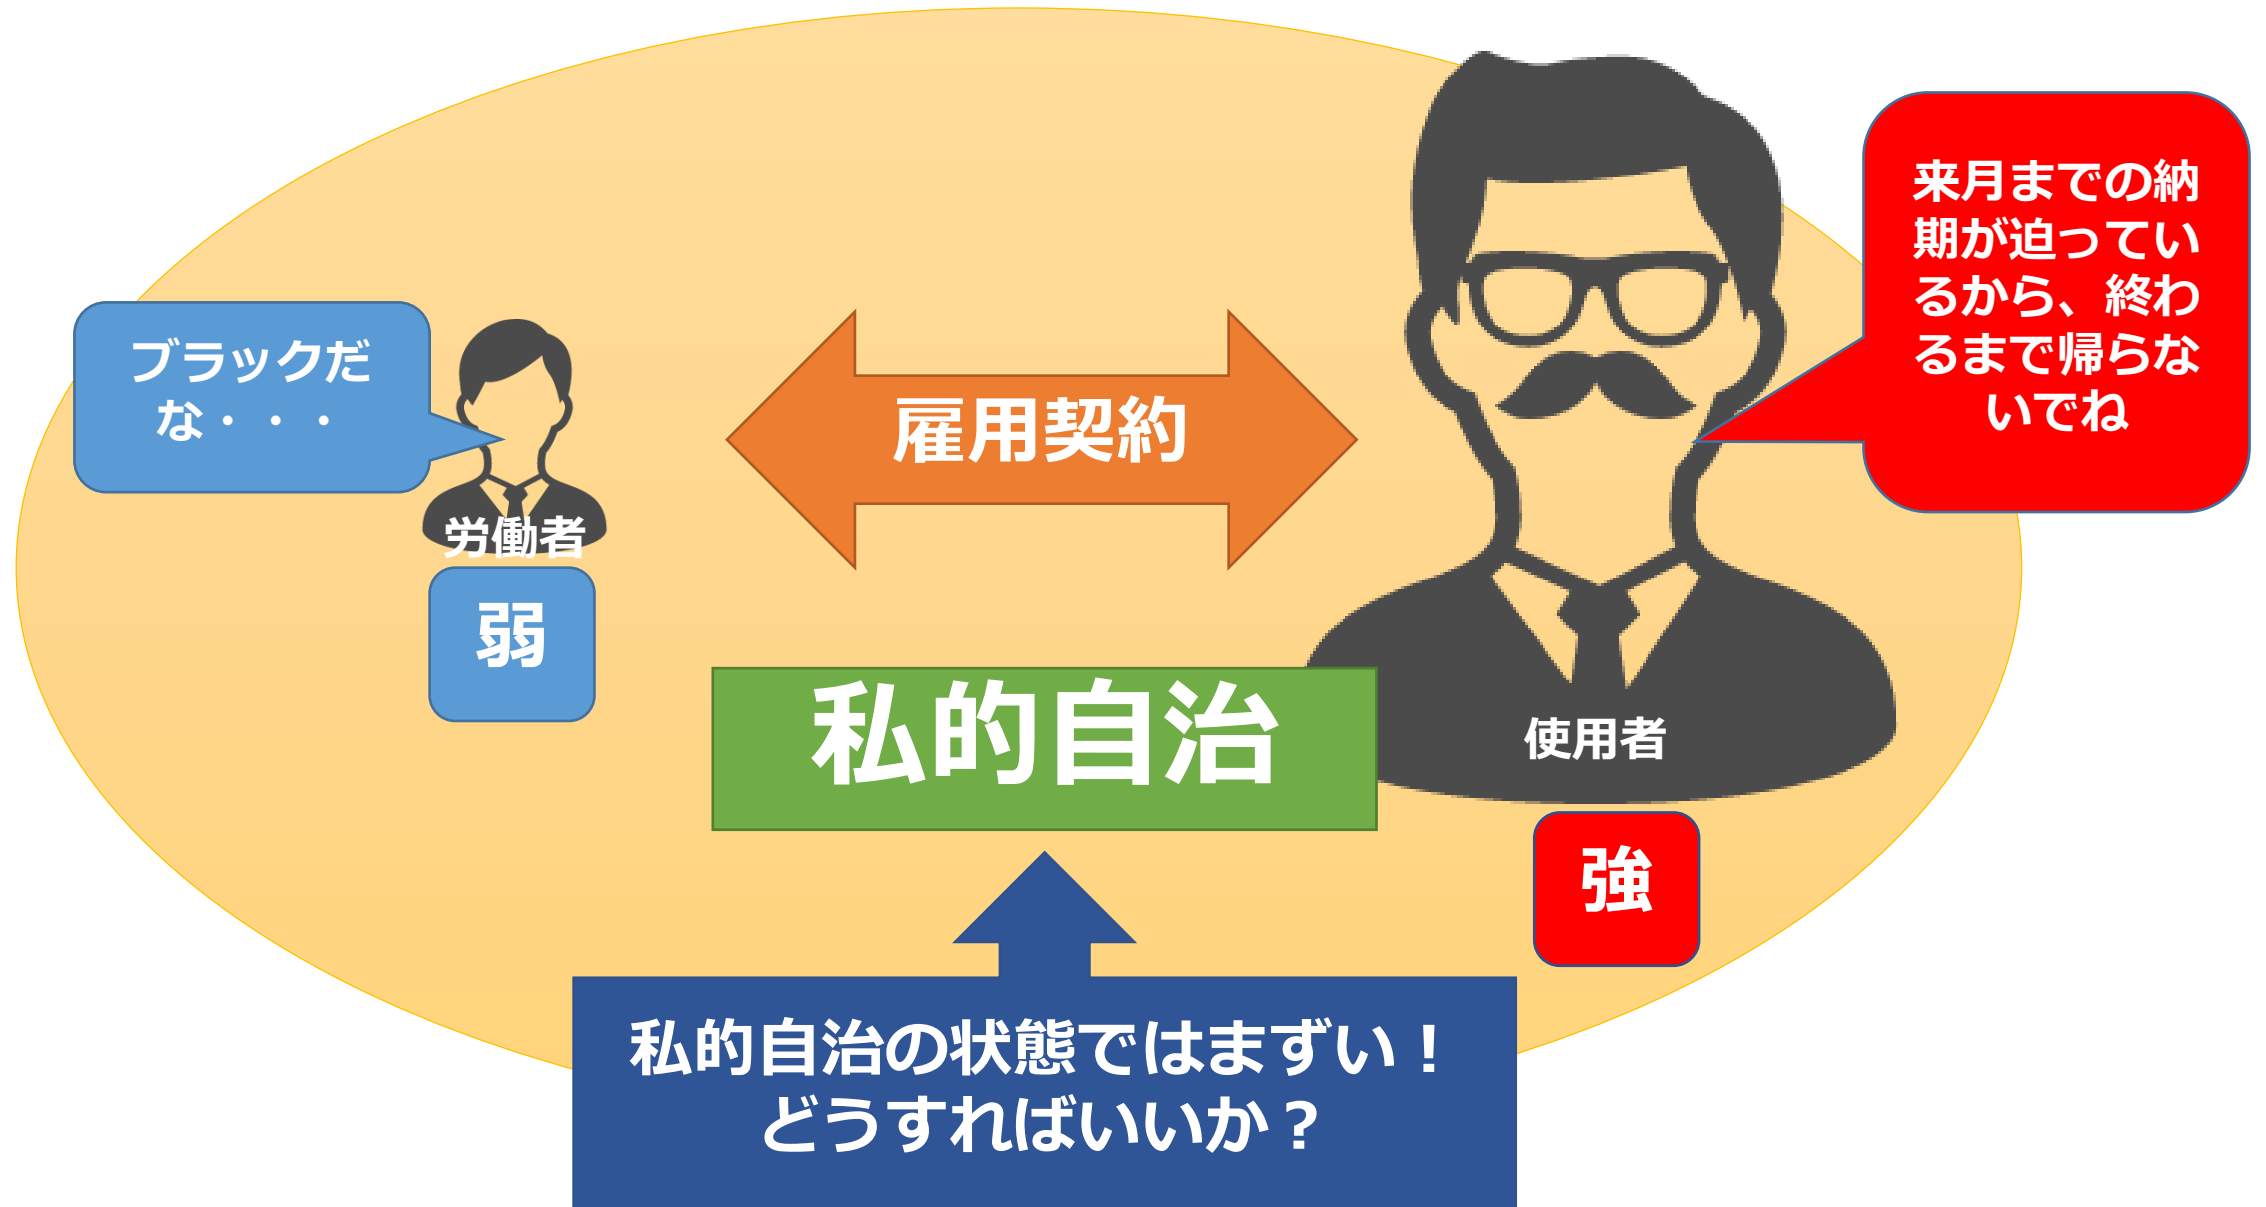 ブラックだ
な・・・
労働者
弱
雇用契約
来月までの納
期が迫ってい
るから、終わ
るまで帰らな
いでね
使用者
強
私的自治
私的自治の状態ではまずい！
どうすればいいか？